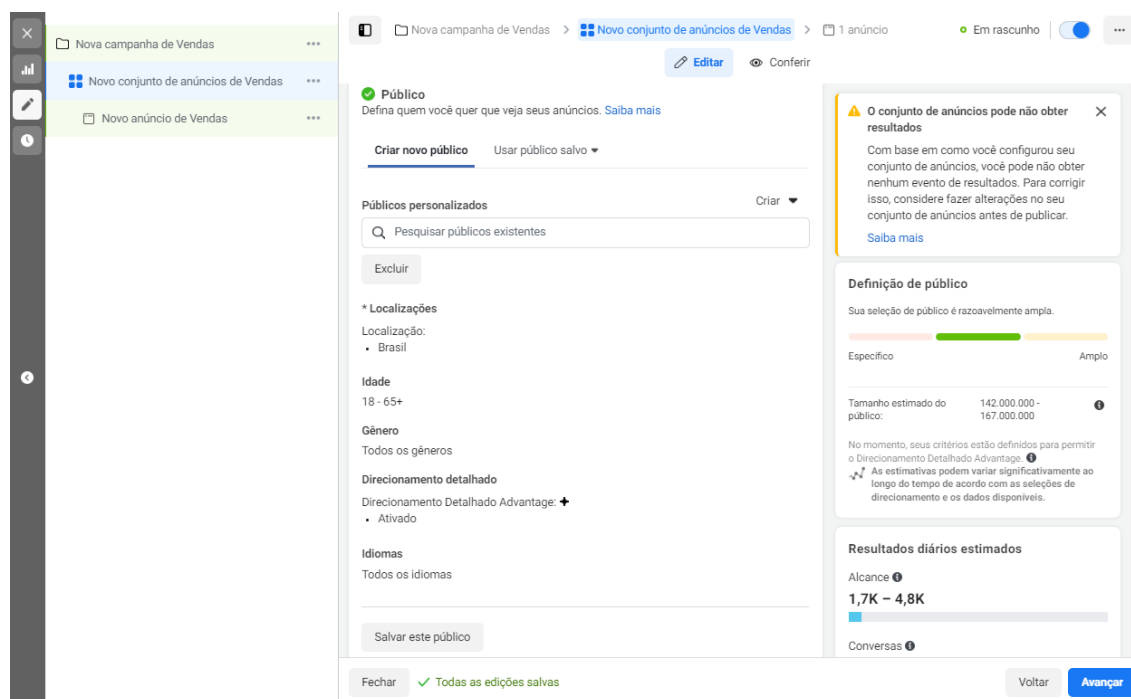 Nova campanha de Vendas
Novo conjunto de anúncios de Vendas
Novo anúncio de Vendas
Nova campanha de Vendas > Novo conjunto de anúncios de Vendas > 1 anúncio
Em rascunho
Editar
Conferir
Público
Defina quem você quer que veja seus anúncios. Saiba mais
Criar novo público
Usar público salvo
Públicos personalizados
Criar
Pesquisar públicos existentes
Excluir
* Localizações
Localização:
• Brasil
Idade
18 - 65+
Gênero
Todos os gêneros
Direcionamento detalhado
Direcionamento Detalhado Advantage:
• Ativado
Idiomas
Todos os idiomas
Salvar este público
O conjunto de anúncios pode não obter
resultados
Com base em como você configurou seu
conjunto de anúncios, você pode não obter
nenhum evento de resultados. Para corrigir
isso, considere fazer alterações no seu
conjunto de anúncios antes de publicar.
Saiba mais
Definição de público
Sua seleção de público é razoavelmente ampla.
Específico
Amplo
Tamanho estimado do
público:
142.000.000 -
167.000.000
No momento, seus critérios estão definidos para permitir
o Direcionamento Detalhado Advantage.
As estimativas podem variar significativamente ao
longo do tempo de acordo com as seleções de
direcionamento e os dados disponíveis.
Resultados diários estimados
Alcance
1,7K – 4,8K
Conversas
Fechar
Todas as edições salvas
Voltar
Avançar